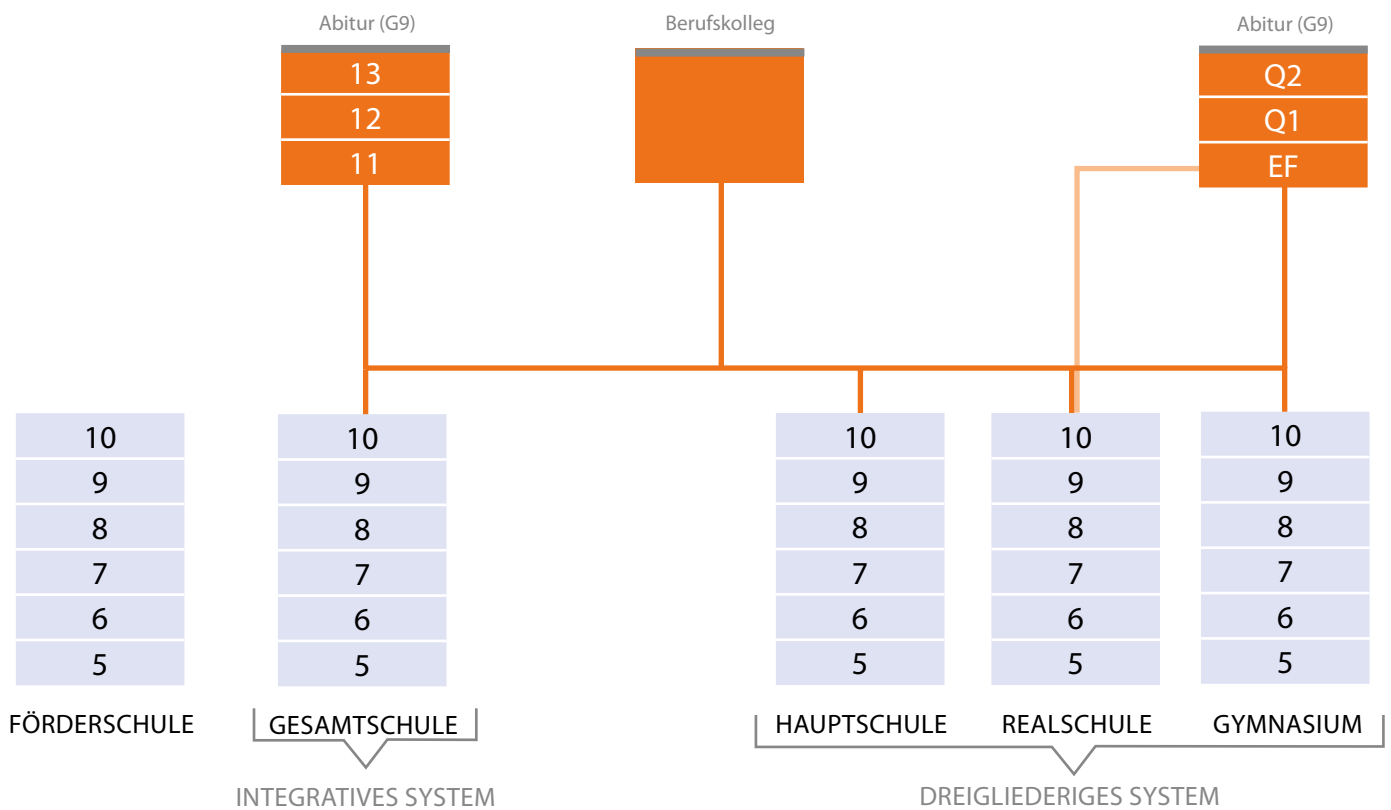 Abitur (G9) Berufskolleg Abitur (G9)
13 Q2
12 Q1
11 EF
10 10 10 10 10
9 9 9 9 9
8 8 8 8 8
7 7 7 7 7
6 6 6 6 6
5 5 5 5 5
FÖRDERSCHULE GESAMTSCHULE HAUPTSCHULE REALSCHULE GYMNASIUM
INTEGRATIVES SYSTEM DREIGLIEDERIGES SYSTEM